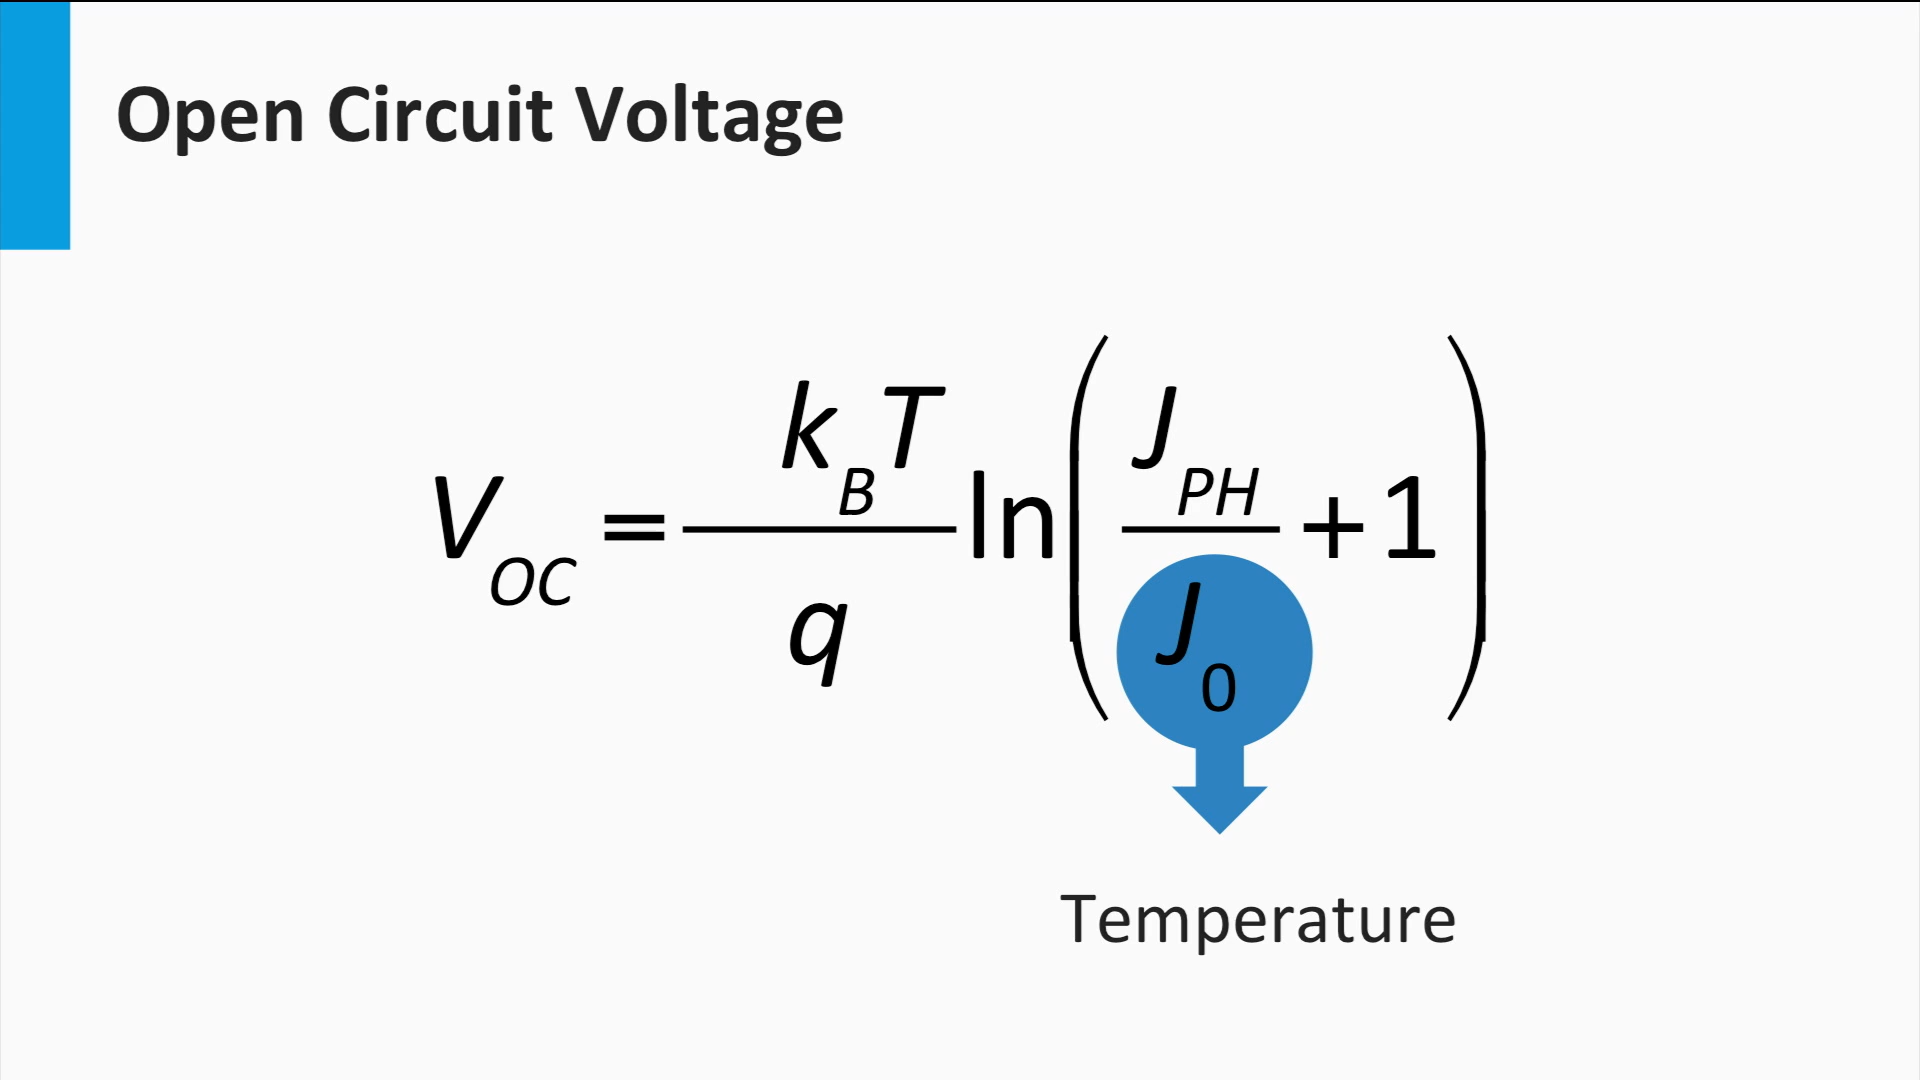 Open Circuit Voltage
V_OC = k_B T / q ln( J_PH / J_0 + 1 )
Temperature